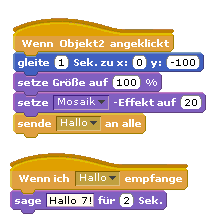 Wenn Objekt2 angeklickt
gleite 1 Sek. zu x: 0 y: -100
setze Größe auf 100 %
setze Mosaik -Effekt auf 20
sende Hallo an alle
Wenn ich Hallo empfange
sage Hallo 7! für 2 Sek.